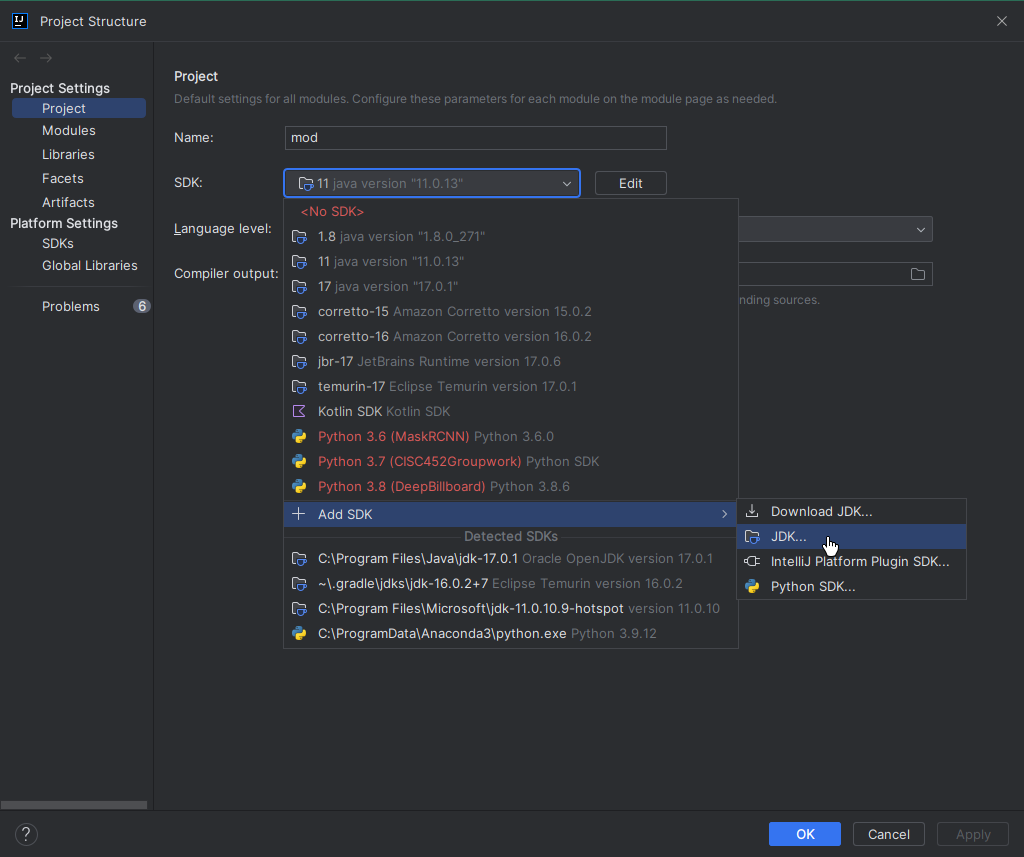 Project Structure
Project Settings
Project
Modules
Libraries
Facets
Artifacts
Platform Settings
SDKs
Global Libraries
Problems 6
Project
Default settings for all modules. Configure these parameters for each module on the module page as needed.
Name: mod
SDK: 11 java version "11.0.13" Edit
Language level:
Compiler output:
nding sources.
<No SDK>
1.8 java version "1.8.0_271"
11 java version "11.0.13"
17 java version "17.0.1"
corretto-15 Amazon Corretto version 15.0.2
corretto-16 Amazon Corretto version 16.0.2
jbr-17 JetBrains Runtime version 17.0.6
temurin-17 Eclipse Temurin version 17.0.1
Kotlin SDK Kotlin SDK
Python 3.6 (MaskRCNN) Python 3.6.0
Python 3.7 (CISC452Groupwork) Python SDK
Python 3.8 (DeepBillboard) Python 3.8.6
Add SDK
Detected SDKs
C:\Program Files\Java\jdk-17.0.1 Oracle OpenJDK version 17.0.1
~\.gradle\jdks\jdk-16.0.2+7 Eclipse Temurin version 16.0.2
C:\Program Files\Microsoft\jdk-11.0.10.9-hotspot version 11.0.10
C:\ProgramData\Anaconda3\python.exe Python 3.9.12
Download JDK...
JDK...
IntelliJ Platform Plugin SDK...
Python SDK...
?
OK
Cancel
Apply